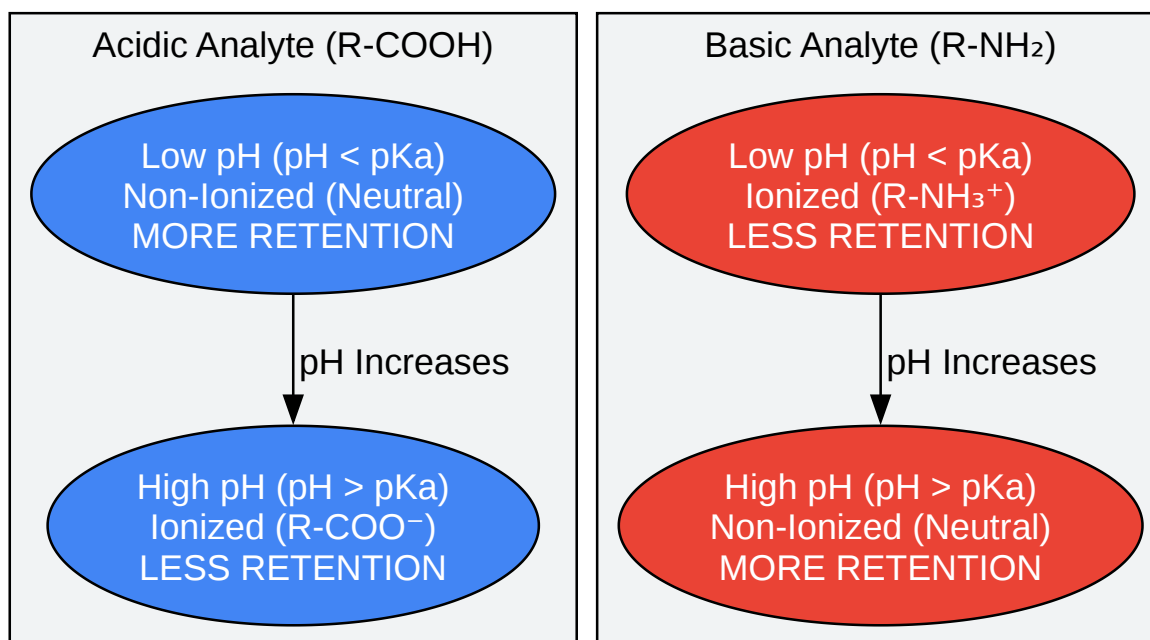 Acidic Analyte (R-COOH)
Low pH (pH < pKa)
Non-Ionized (Neutral)
MORE RETENTION
pH Increases
High pH (pH > pKa)
Ionized (R-COO⁻)
LESS RETENTION
Basic Analyte (R-NH₂)
Low pH (pH < pKa)
Ionized (R-NH₃⁺)
LESS RETENTION
pH Increases
High pH (pH > pKa)
Non-Ionized (Neutral)
MORE RETENTION